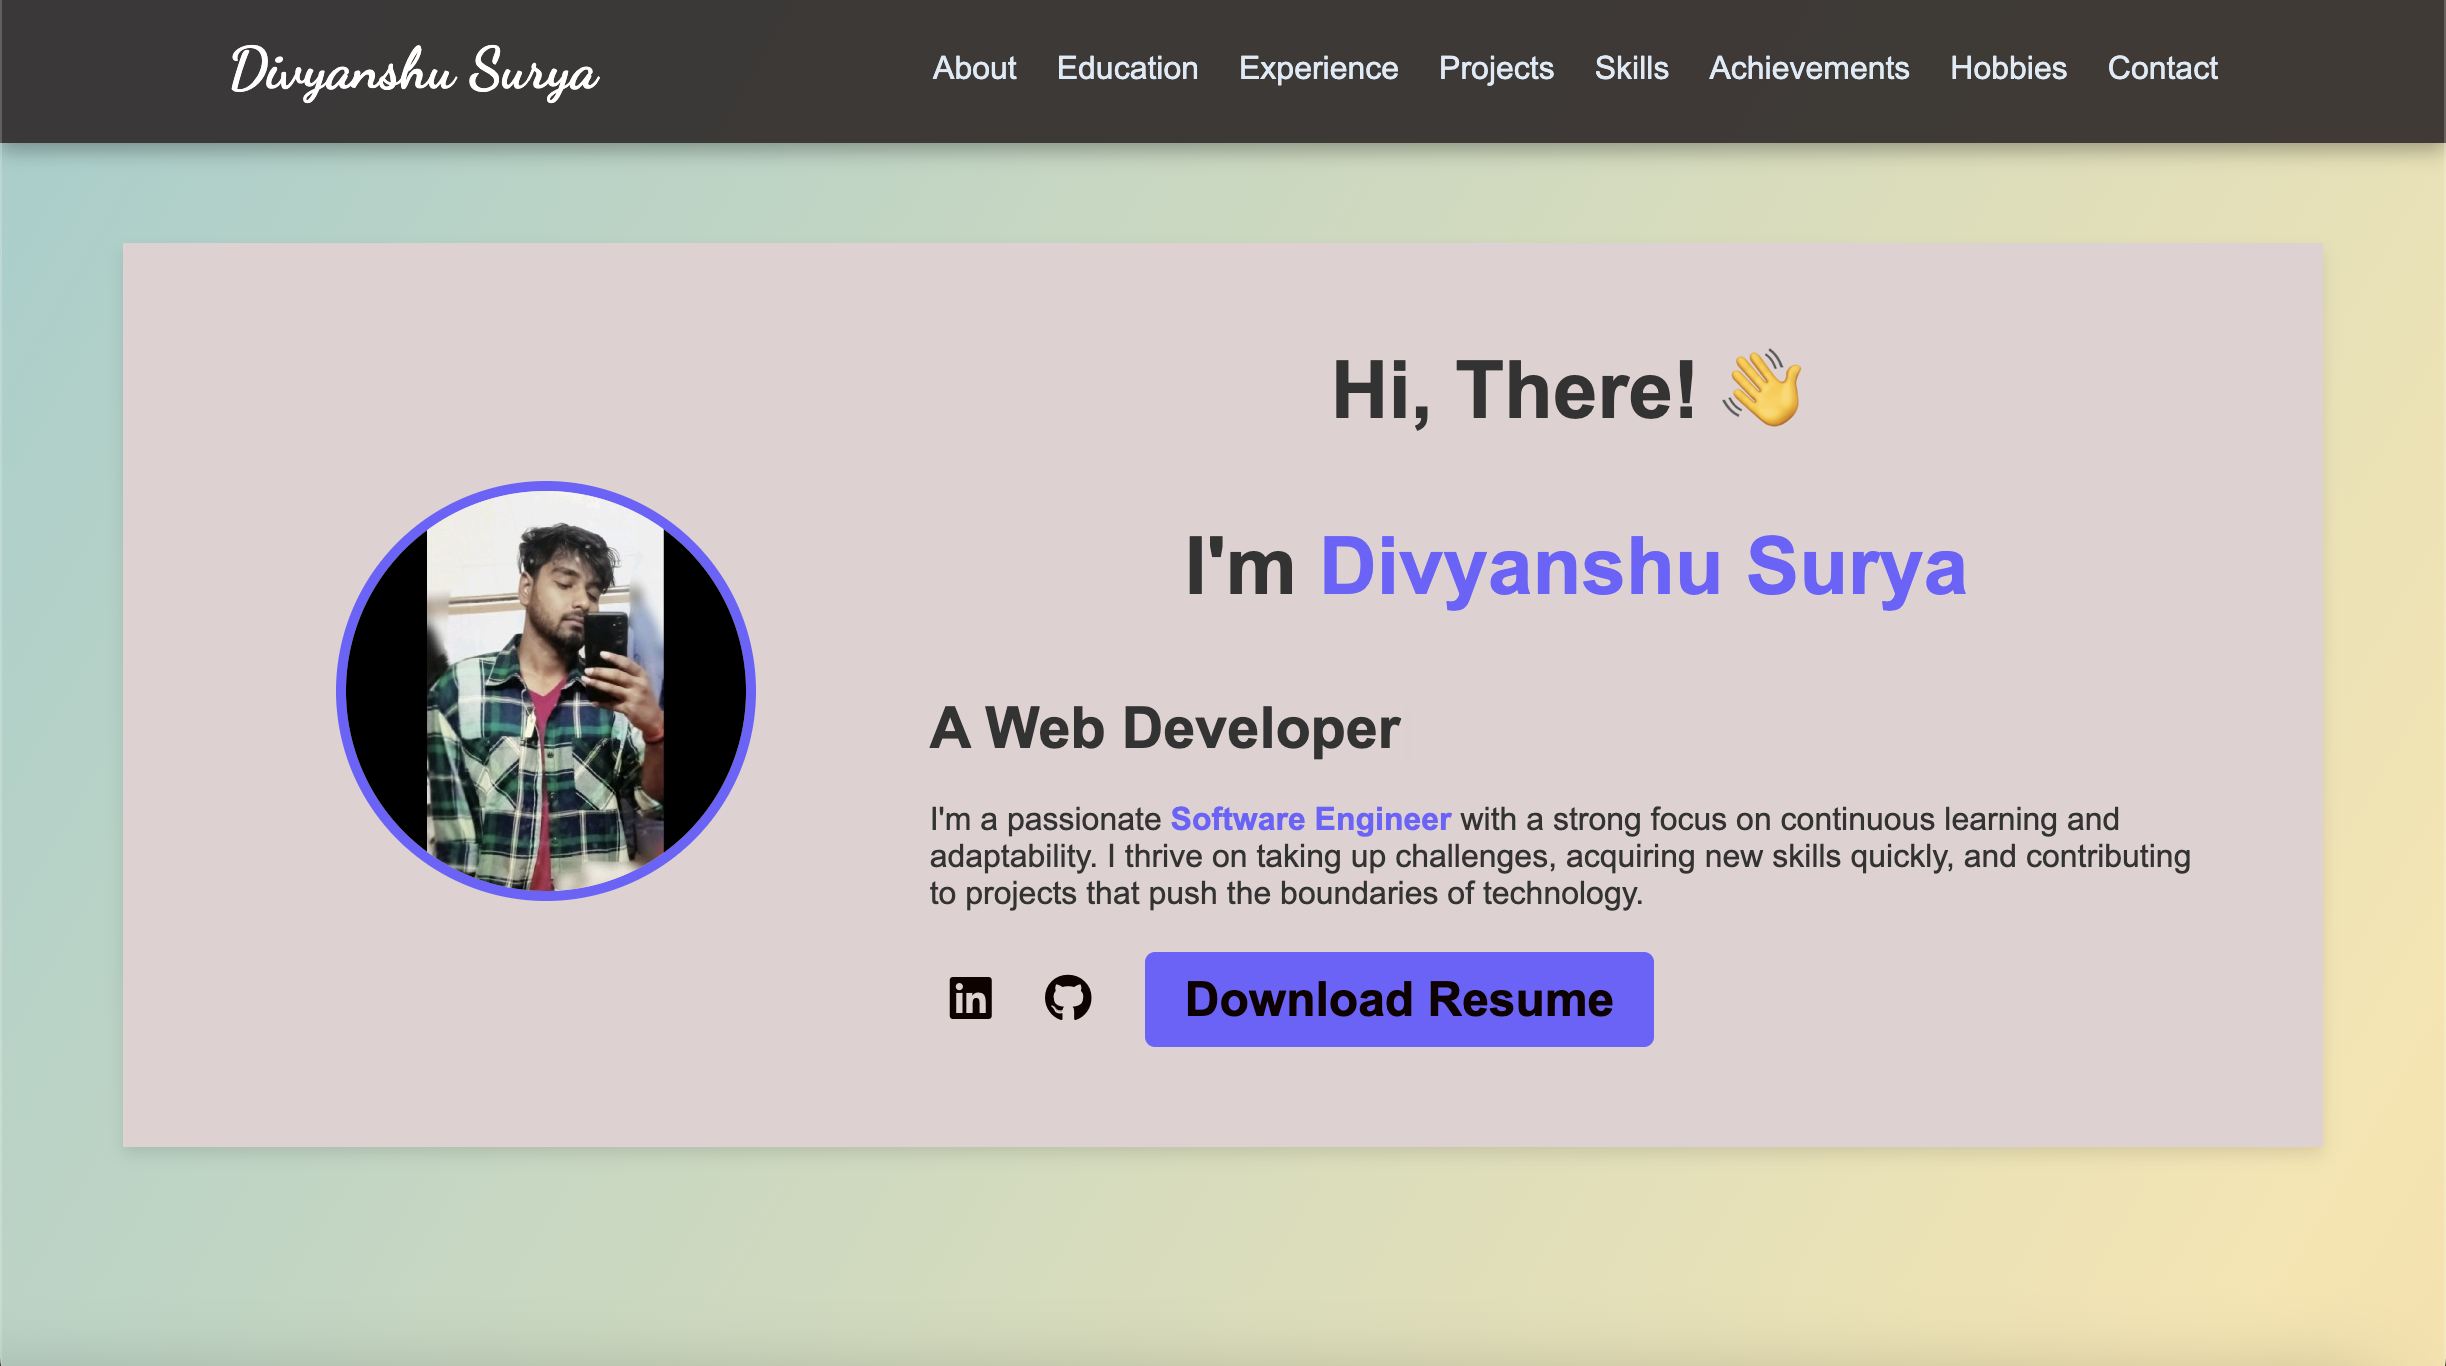 Divyanshu Surya
About Education Experience Projects Skills Achievements Hobbies Contact
Hi, There! 👋
I'm Divyanshu Surya
A Web Developer
I'm a passionate Software Engineer with a strong focus on continuous learning and
adaptability. I thrive on taking up challenges, acquiring new skills quickly, and contributing
to projects that push the boundaries of technology.
in
Download Resume